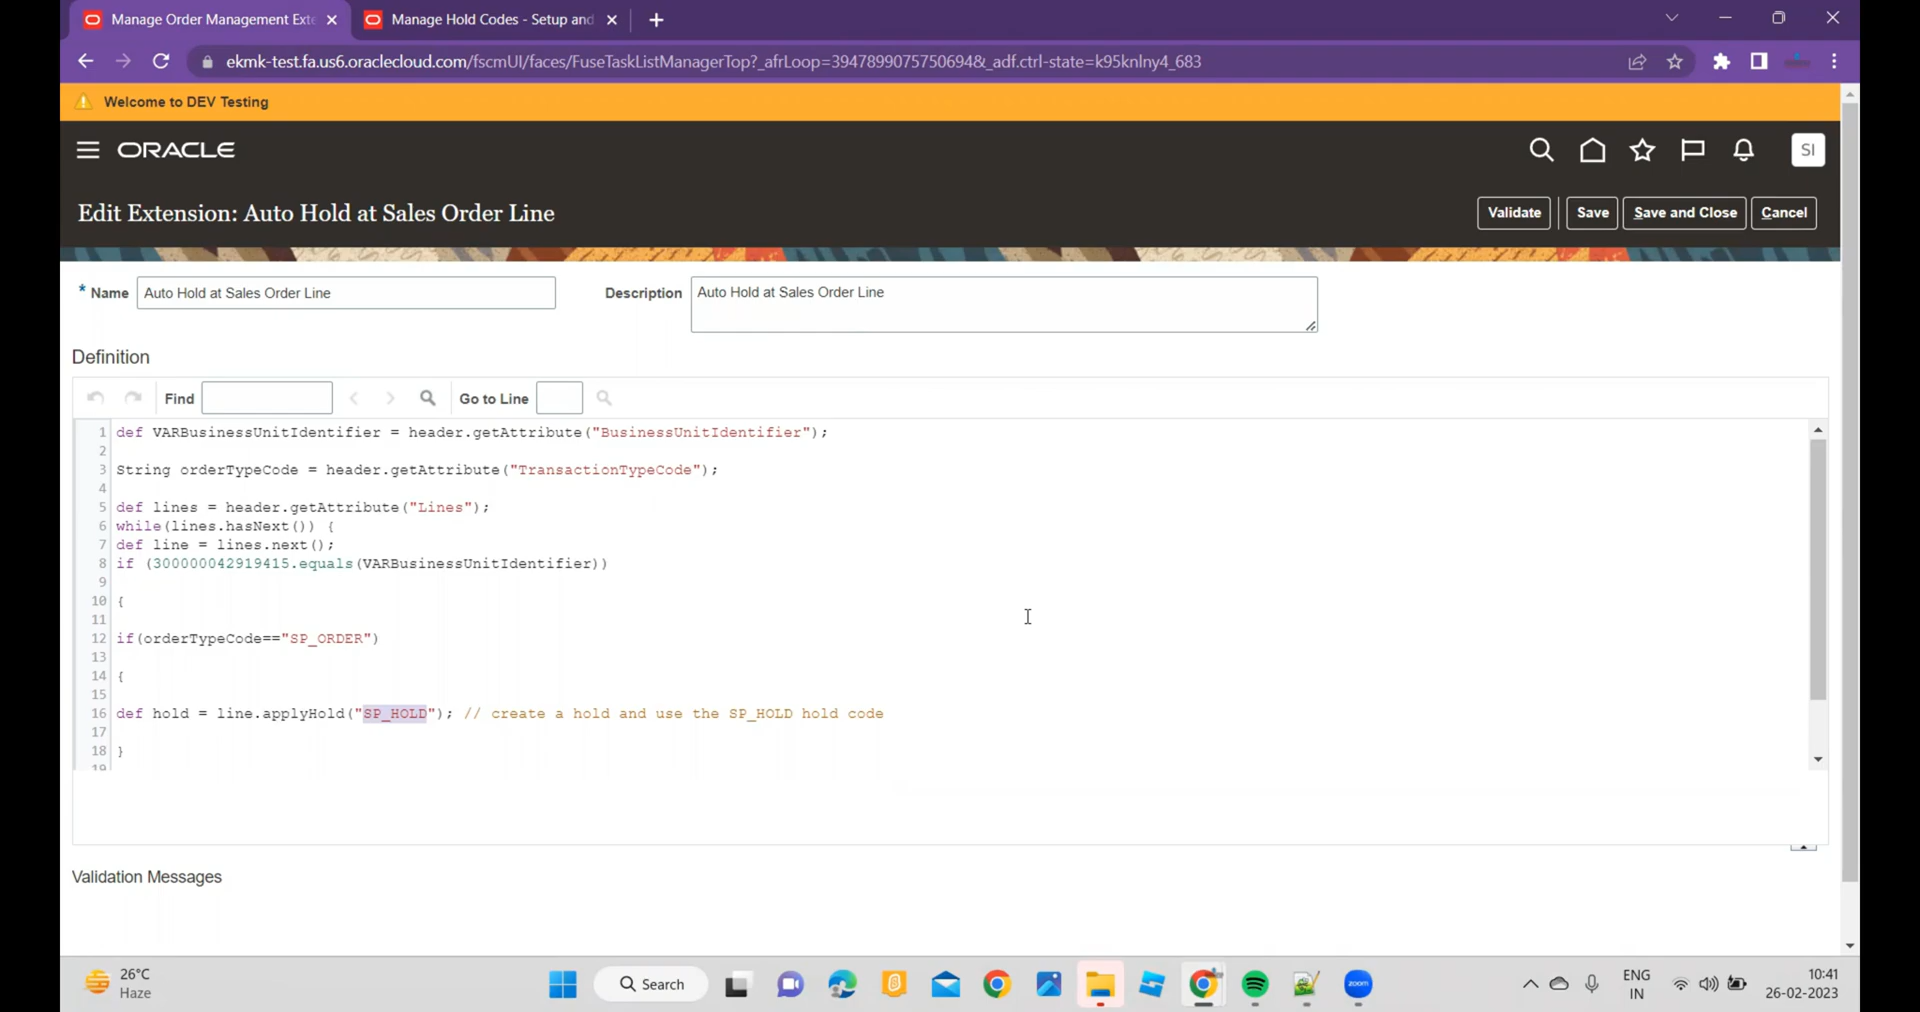 Manage Order Management Exte
Manage Hold Codes - Setup and
ekmk-test.fa.us6.oraclecloud.com/fscmUI/faces/FuseTaskListManagerTop?_afrLoop=3947899075750694&_adf.ctrl-state=k95knlny4_683
Welcome to DEV Testing
ORACLE
SI
Edit Extension: Auto Hold at Sales Order Line
Validate Save Save and Close Cancel
* Name Auto Hold at Sales Order Line Description Auto Hold at Sales Order Line
Definition
Find Go to Line
1 def VARBusinessUnitIdentifier = header.getAttribute("BusinessUnitIdentifier");
2
3 String orderTypeCode = header.getAttribute("TransactionTypeCode");
4
5 def lines = header.getAttribute("Lines");
6 while(lines.hasNext()) {
7 def line = lines.next();
8 if (300000042919415.equals(VARBusinessUnitIdentifier))
9
10 {
11
12 if(orderTypeCode=="SP_ORDER")
13
14 {
15
16 def hold = line.applyHold("SP_HOLD"); // create a hold and use the SP_HOLD hold code
17
18 }
19
Validation Messages
26°C
Haze
Search
zoom
ENG
IN
10:41
26-02-2023